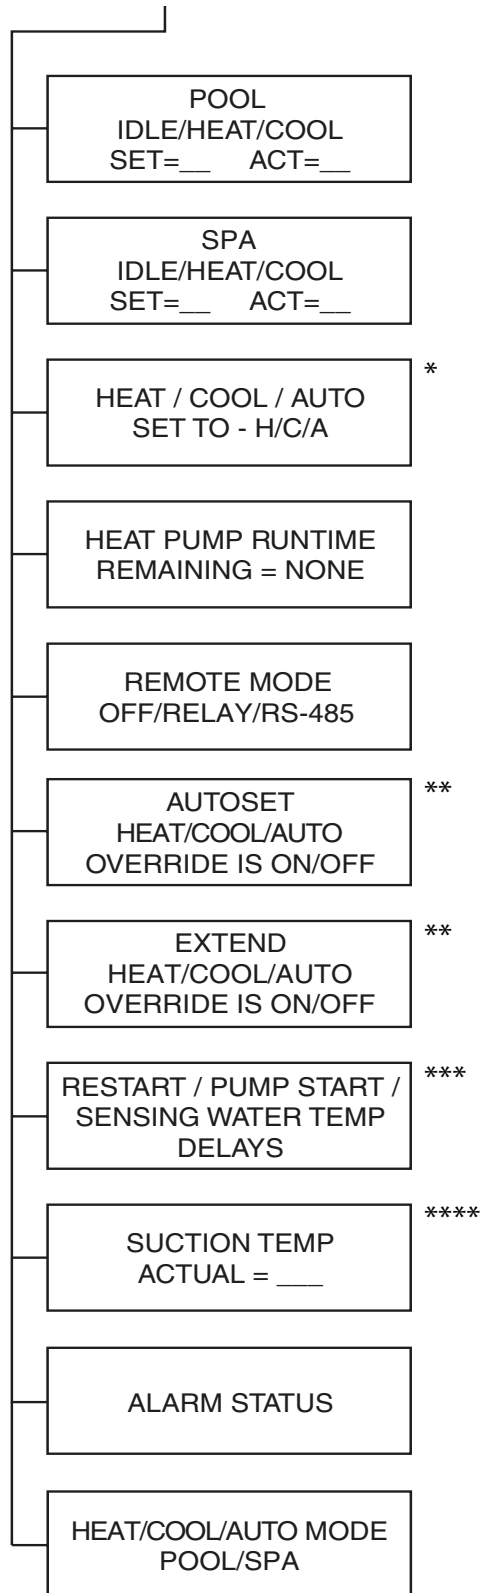 POOL
IDLE/HEAT/COOL
SET=__ ACT=__
SPA
IDLE/HEAT/COOL
SET=__ ACT=__
*
HEAT / COOL / AUTO
SET TO - H/C/A
HEAT PUMP RUNTIME
REMAINING = NONE
REMOTE MODE
OFF/RELAY/RS-485
**
AUTOSET
HEAT/COOL/AUTO
OVERRIDE IS ON/OFF
**
EXTEND
HEAT/COOL/AUTO
OVERRIDE IS ON/OFF
***
RESTART / PUMP START /
SENSING WATER TEMP
DELAYS
****
SUCTION TEMP
ACTUAL = ___
ALARM STATUS
HEAT/COOL/AUTO MODE
POOL/SPA